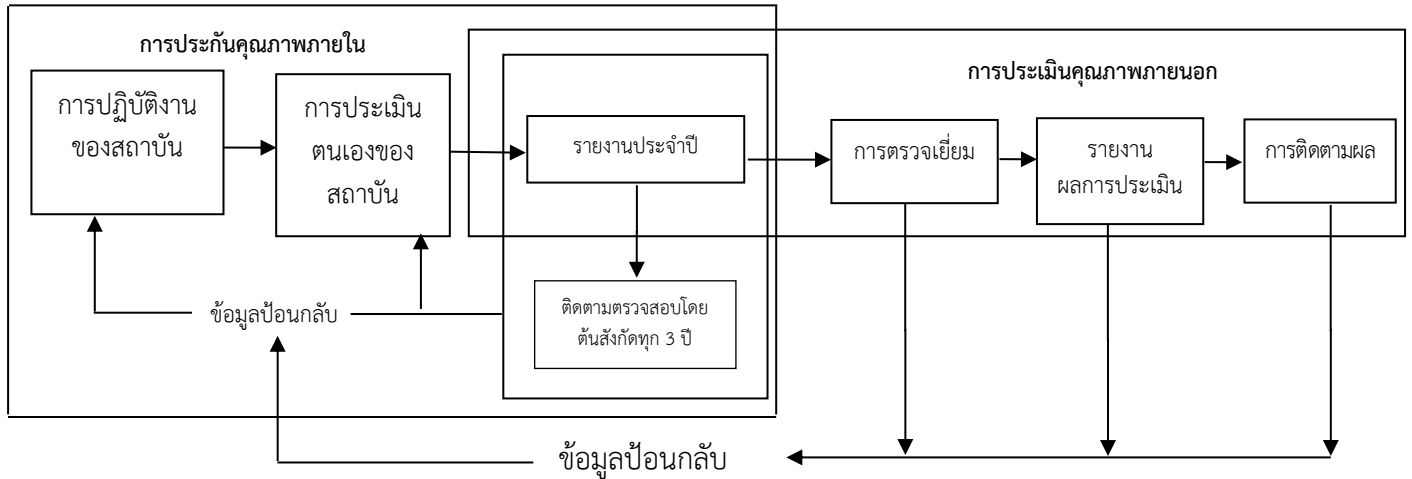 การประกันคุณภาพภายใน
การประเมินคุณภาพภายนอก
การปฏิบัติงาน
ของสถาบัน
การประเมิน
ตนเองของ
สถาบัน
รายงานประจำปี
การตรวจเยี่ยม
รายงาน
ผลการประเมิน
การติดตามผล
ข้อมูลป้อนกลับ
ติดตามตรวจสอบโดย
ต้นสังกัดทุก 3 ปี
ข้อมูลป้อนกลับ